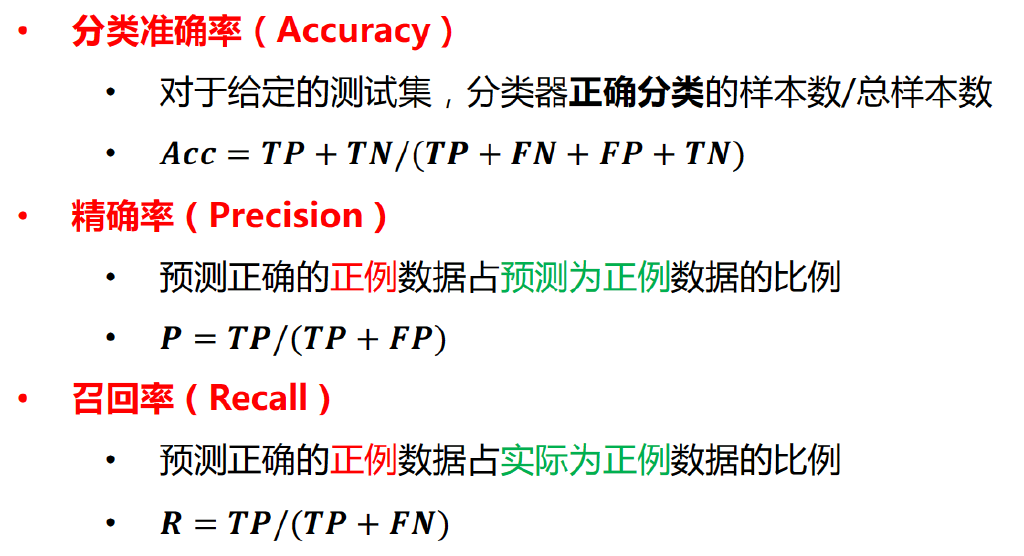 • 分类准确率（Accuracy）
• 对于给定的测试集，分类器正确分类的样本数/总样本数
• Acc = TP + TN/(TP + FN + FP + TN)
• 精确率（Precision）
• 预测正确的正例数据占预测为正例数据的比例
• P = TP/(TP + FP)
• 召回率（Recall）
• 预测正确的正例数据占实际为正例数据的比例
• R = TP/(TP + FN)